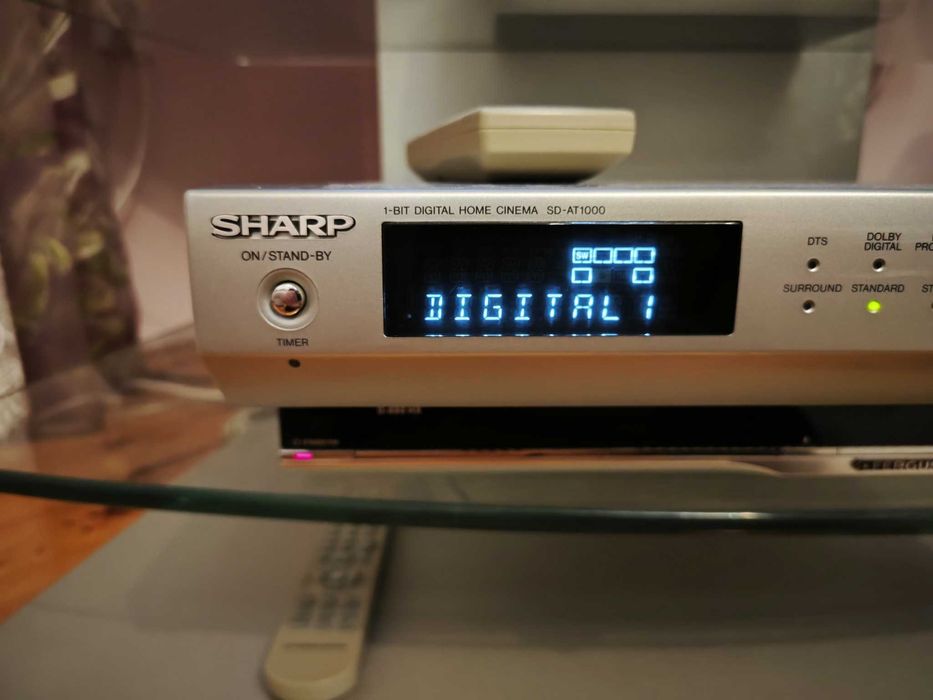 SHARP
1-BIT DIGITAL HOME CINEMA SD-AT1000
ON/STAND-BY
SW
DIGITAL 1
TIMER
DTS
DOLBY
DIGITAL
SURROUND
STANDARD